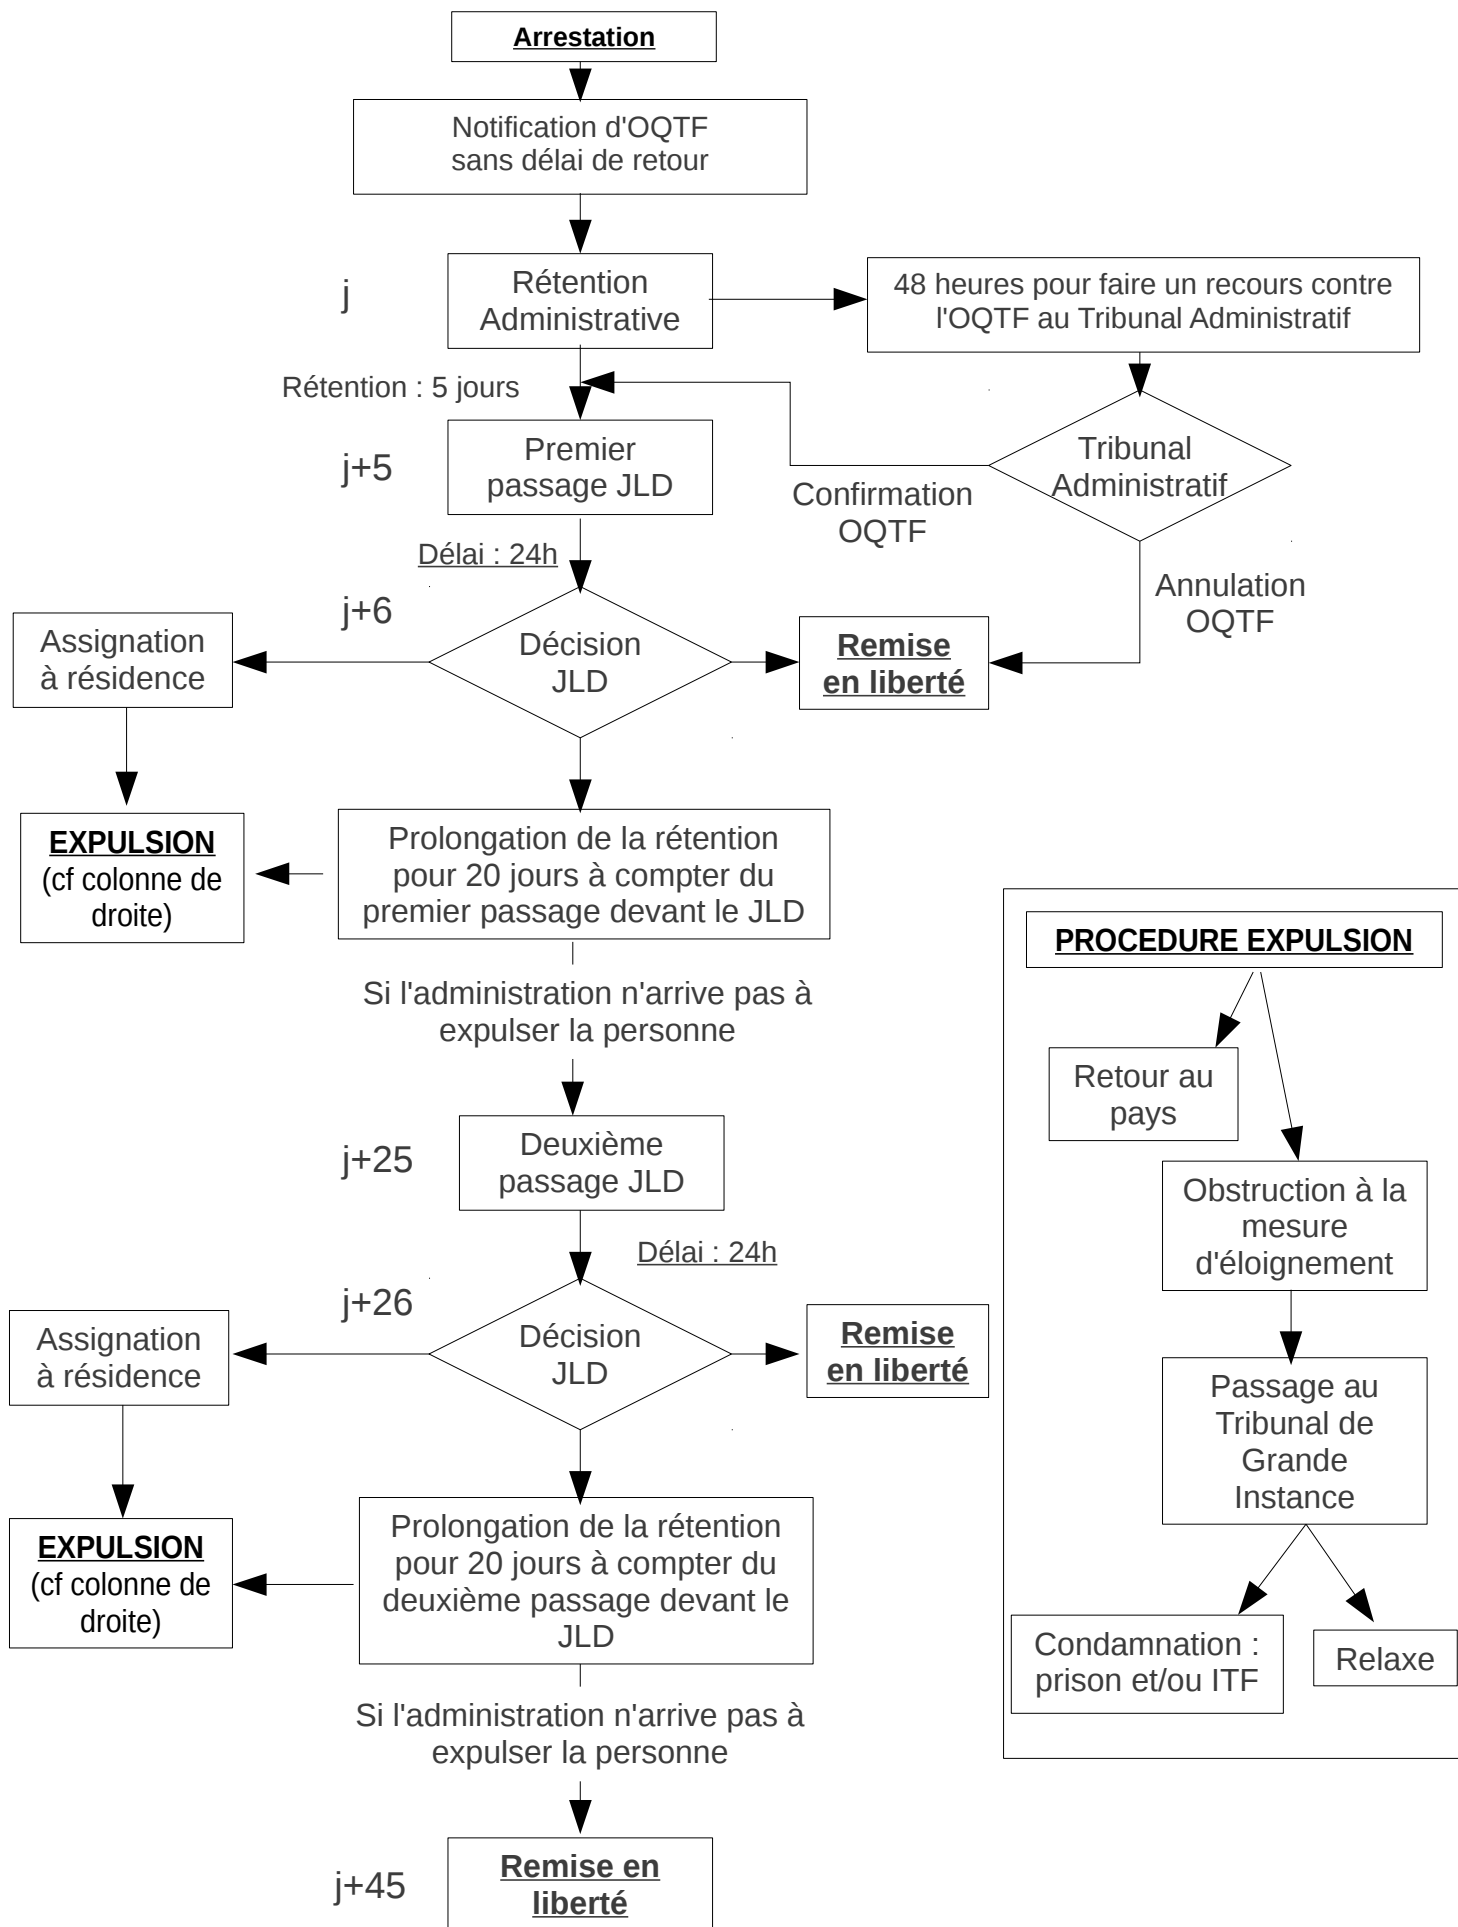 Arrestation
Notification d'OQTF
sans délai de retour
j
Rétention
Administrative
48 heures pour faire un recours contre
l'OQTF au Tribunal Administratif
Rétention : 5 jours
j+5
Premier
passage JLD
Tribunal
Administratif
Confirmation
OQTF
Délai : 24h
Annulation
OQTF
j+6
Assignation
à résidence
Décision
JLD
Remise
en liberté
EXPULSION
(cf colonne de
droite)
Prolongation de la rétention
pour 20 jours à compter du
premier passage devant le JLD
Si l'administration n'arrive pas à
expulser la personne
j+25
Deuxième
passage JLD
Délai : 24h
j+26
Assignation
à résidence
Décision
JLD
Remise
en liberté
EXPULSION
(cf colonne de
droite)
Prolongation de la rétention
pour 20 jours à compter du
deuxième passage devant le
JLD
Si l'administration n'arrive pas à
expulser la personne
j+45
Remise en
liberté
PROCEDURE EXPULSION
Retour au
pays
Obstruction à la
mesure
d'éloignement
Passage au
Tribunal de
Grande
Instance
Condamnation :
prison et/ou ITF
Relaxe